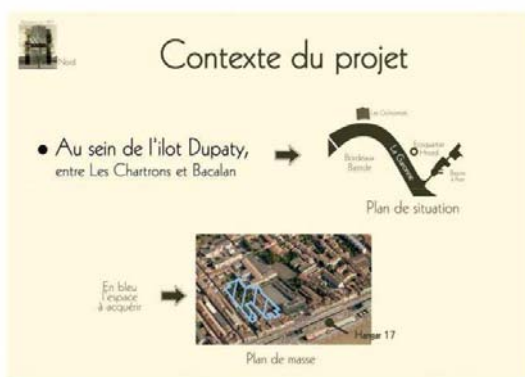 Nord
Contexte du projet
• Au sein de l'ilot Dupaty,
entre Les Chartrons et Bacalan
La Garonne
Bordeaux
Plan de situation
En bleu
l'espace
à acquérir
Hangar 17
Plan de masse